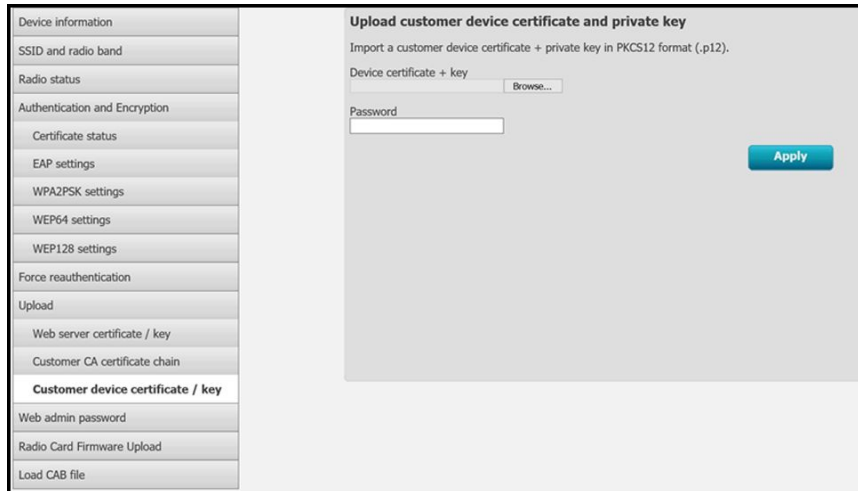 Device information
SSID and radio band
Radio status
Authentication and Encryption
Certificate status
EAP settings
WPA2PSK settings
WEP64 settings
WEP128 settings
Force reauthentication
Upload
Web server certificate / key
Customer CA certificate chain
Customer device certificate / key
Web admin password
Radio Card Firmware Upload
Load CAB file
Upload customer device certificate and private key
Import a customer device certificate + private key in PKCS12 format (.p12).
Device certificate + key
Browse...
Password
Apply